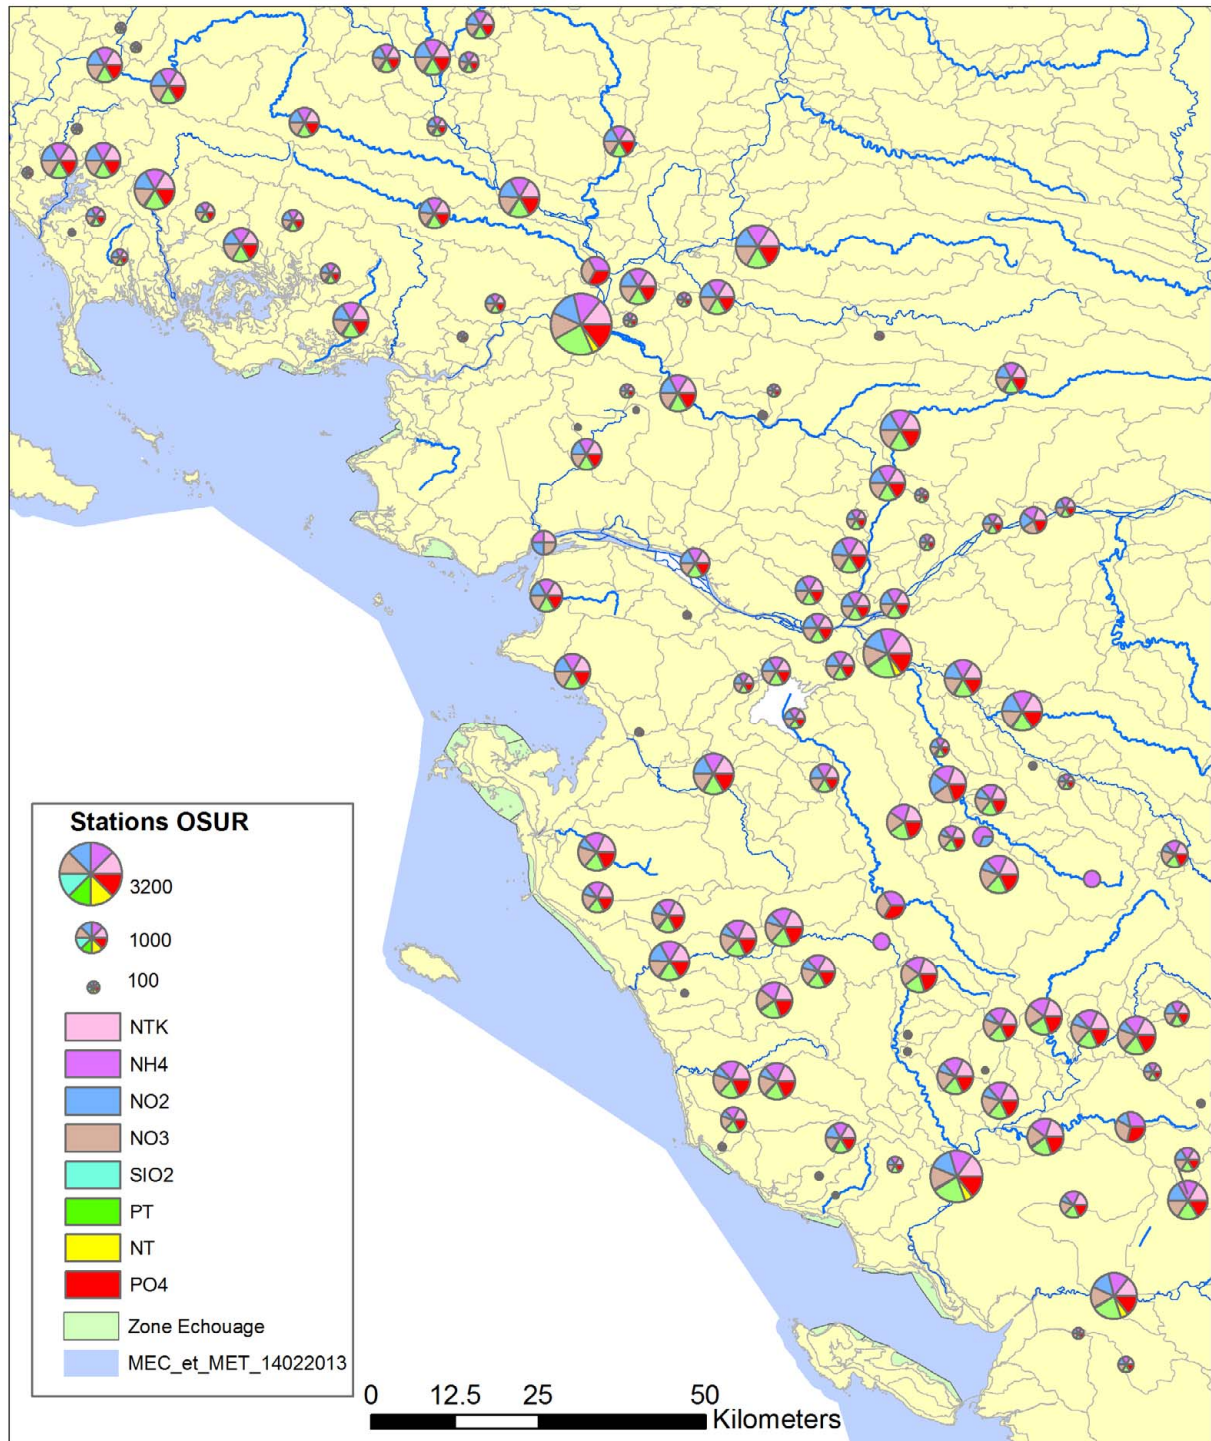 Stations OSUR
3200
1000
100
NTK
NH4
NO2
NO3
SIO2
PT
NT
PO4
Zone Echouage
MEC_et_MET_14022013
0 12.5 25 50
Kilometers